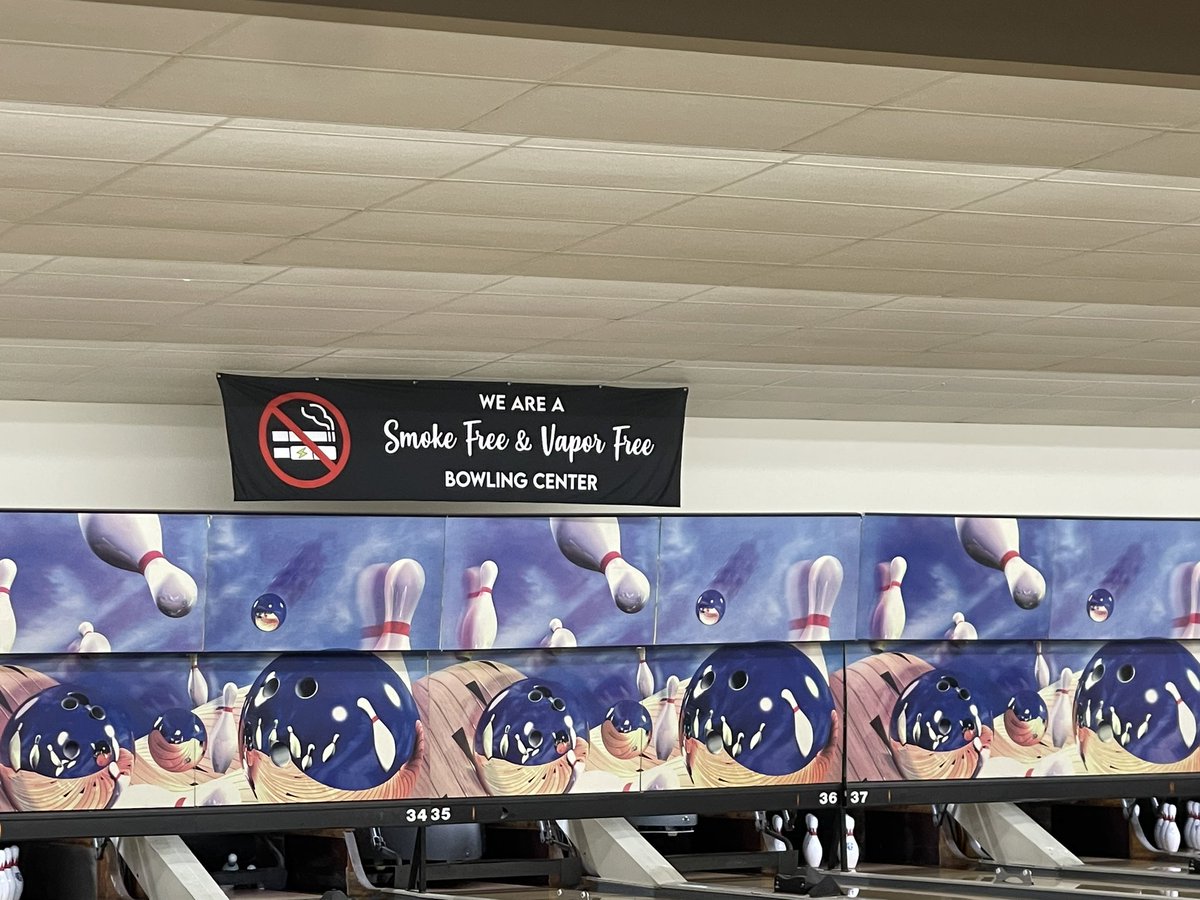 WE ARE A
Smoke Free & Vapor Free
BOWLING CENTER
34 35
36 37